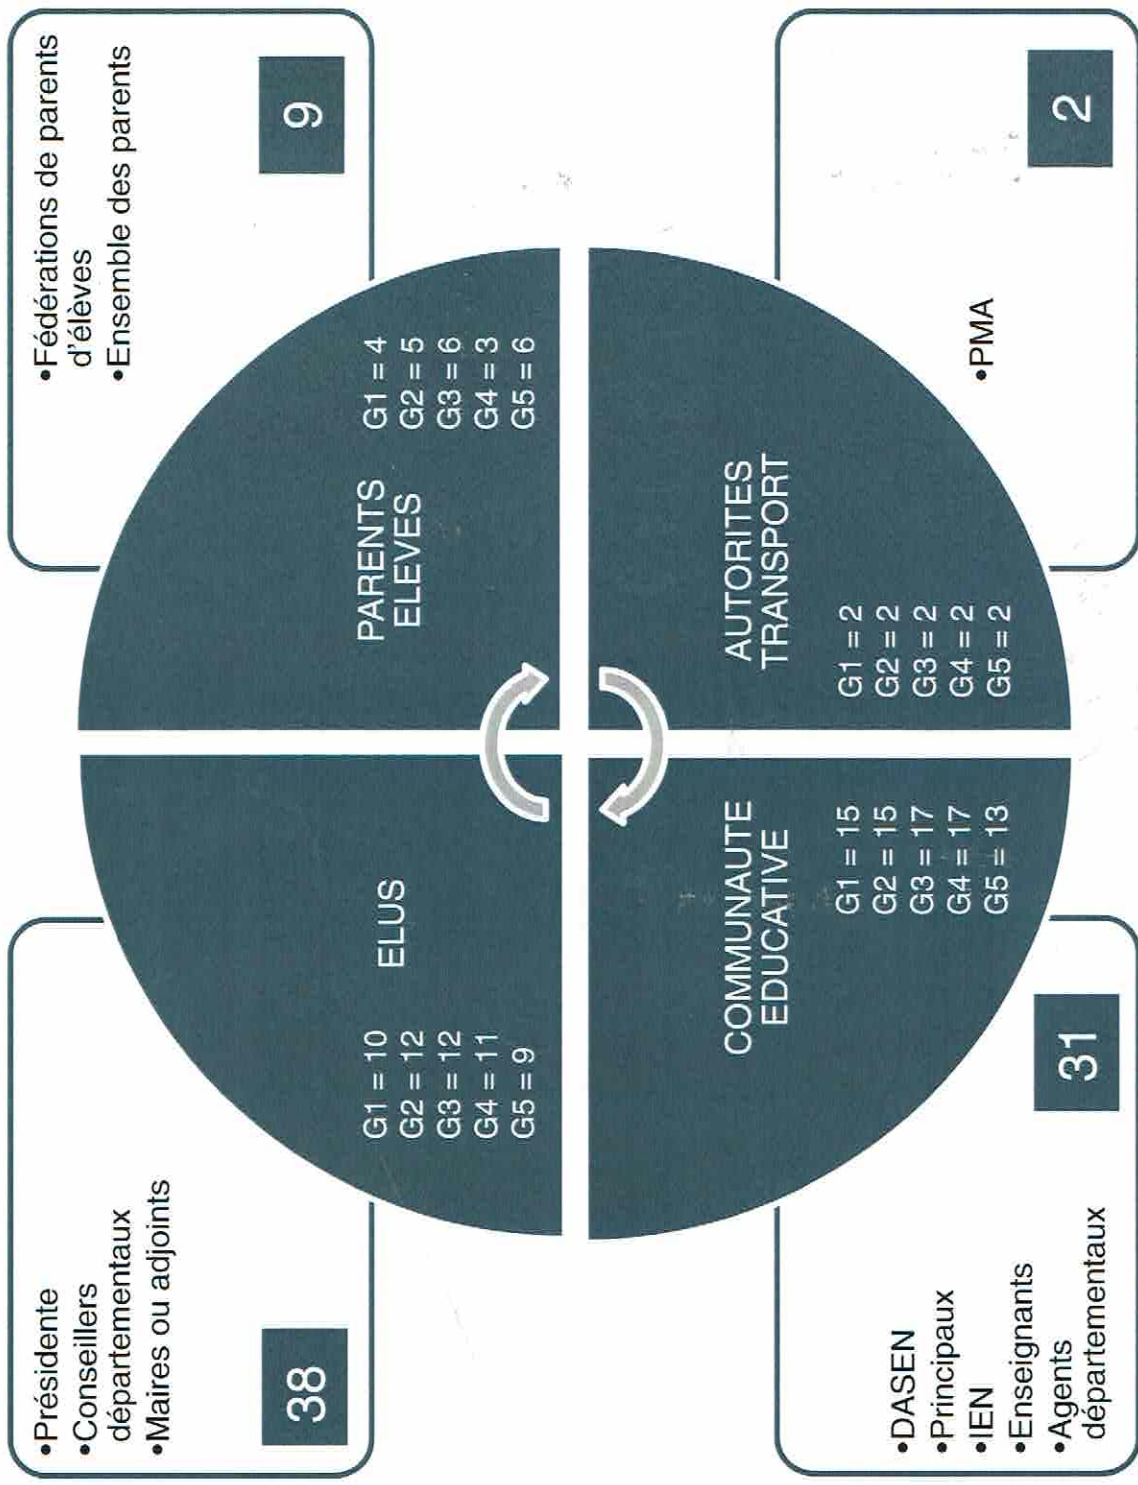 •Présidente
•Conseillers
départementaux
•Maires ou adjoints
38
•Fédérations de parents
d'élèves
•Ensemble des parents
9
ELUS
G1 = 10
G2 = 12
G3 = 12
G4 = 11
G5 = 9
PARENTS
ELEVES
G1 = 4
G2 = 5
G3 = 6
G4 = 3
G5 = 6
COMMUNAUTE
EDUCATIVE
G1 = 15
G2 = 15
G3 = 17
G4 = 17
G5 = 13
AUTORITES
TRANSPORT
G1 = 2
G2 = 2
G3 = 2
G4 = 2
G5 = 2
•DASEN
•Principaux
•IEN
•Enseignants
•Agents
départementaux
31
•PMA
2